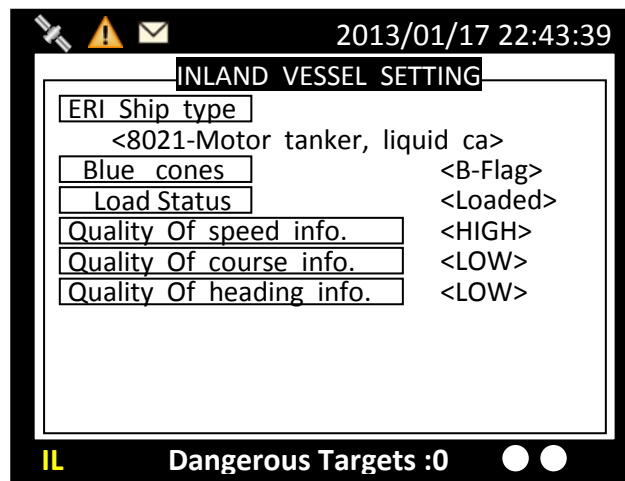 2013/01/17 22:43:39
INLAND VESSEL SETTING
ERI Ship type
<8021-Motor tanker, liquid ca>
Blue cones <B-Flag>
Load Status <Loaded>
Quality Of speed info. <HIGH>
Quality Of course info. <LOW>
Quality Of heading info. <LOW>
IL Dangerous Targets :0